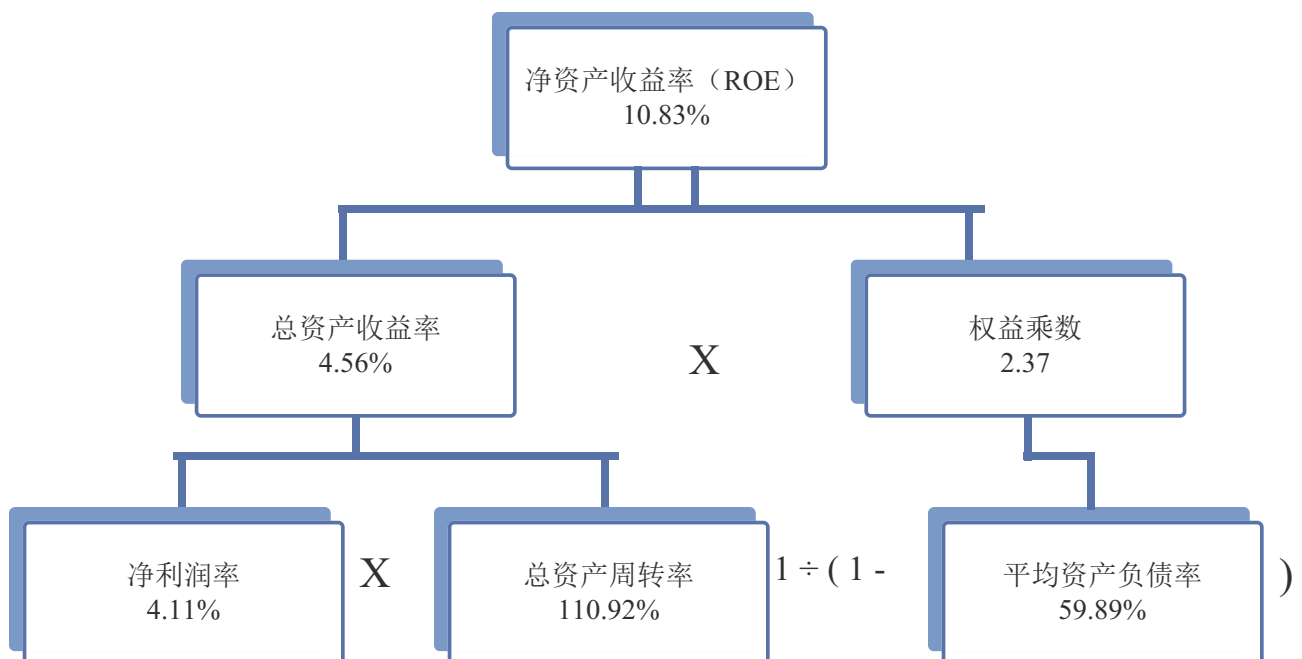 净资产收益率（ROE）
10.83%
总资产收益率
4.56%
X
权益乘数
2.37
净利润率
4.11%
X
总资产周转率
110.92%
1 ÷ ( 1 -
平均资产负债率
59.89%
)